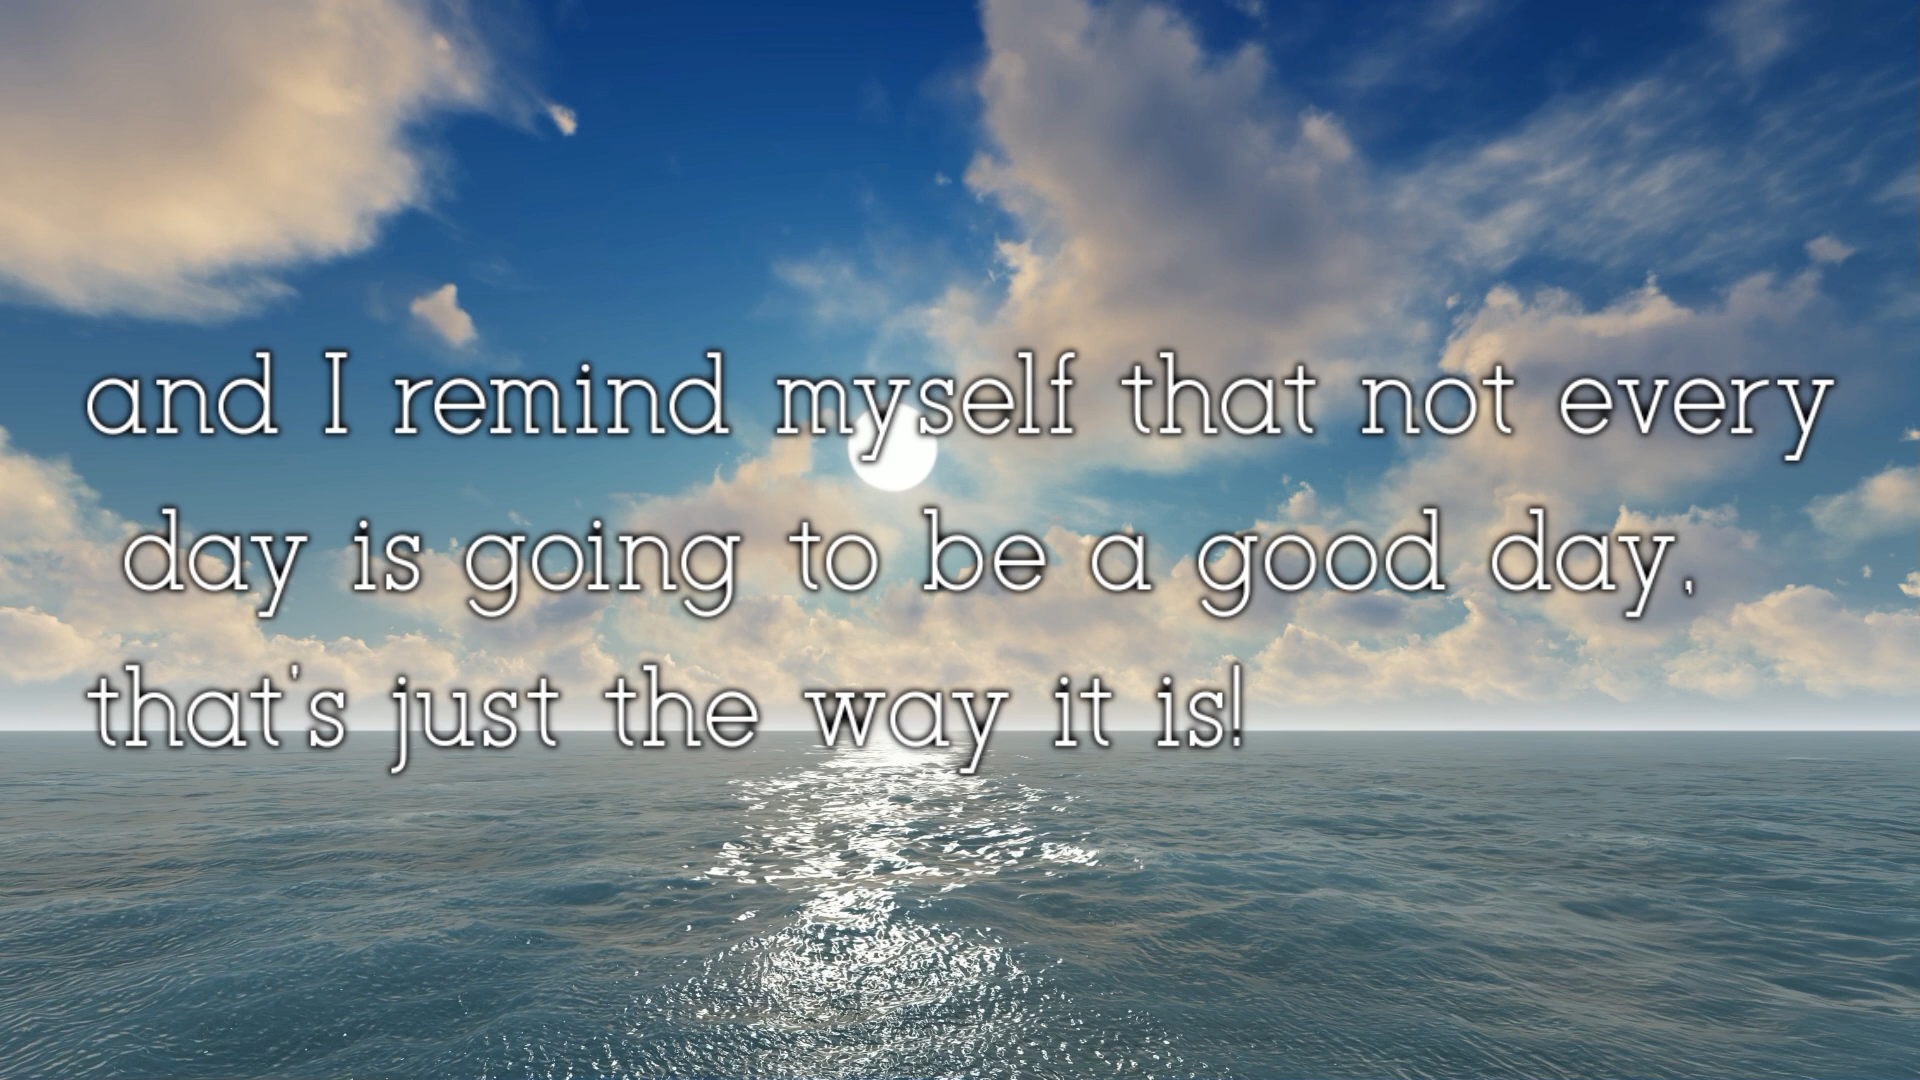 and I remind myself that not every
day is going to be a good day,
that's just the way it is!